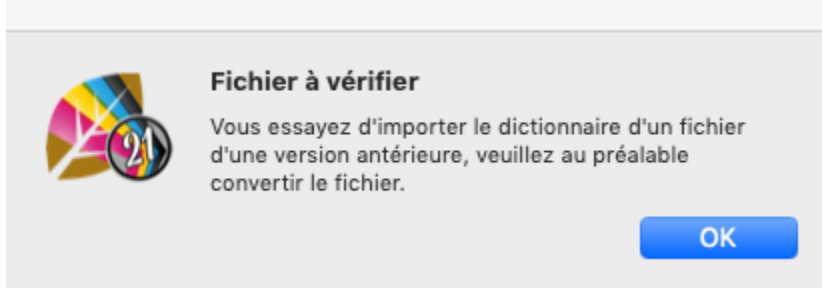 Fichier à vérifier
Vous essayez d'importer le dictionnaire d'un fichier
d'une version antérieure, veuillez au préalable
convertir le fichier.
21
OK